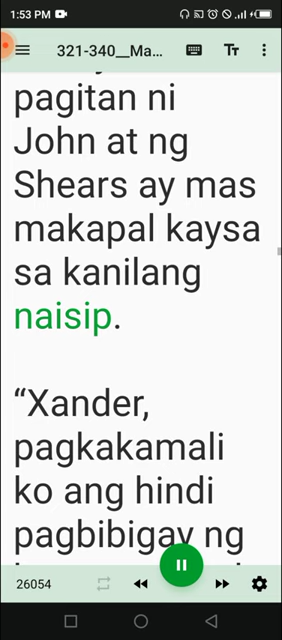 1:53 PM
321-340__Ma...
Tt
pagitan ni
John at ng
Shears ay mas
makapal kaysa
sa kanilang
naisip.
“Xander,
pagkakamali
ko ang hindi
pagbibigay ng
26054